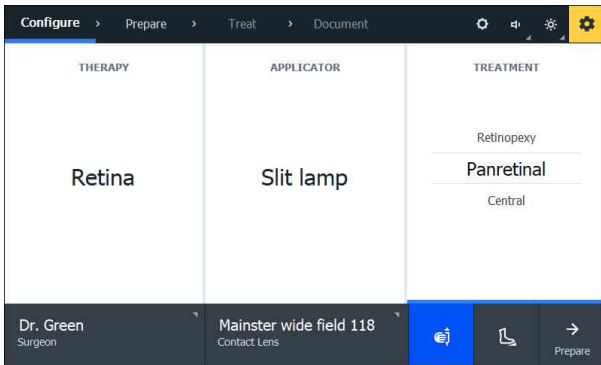 Configure > Prepare > Treat > Document
THERAPY
Retina
APPLICATOR
Slit lamp
TREATMENT
Retinopexy
Panretinal
Central
Dr. Green
Surgeon
Mainster wide field 118
Contact Lens
Prepare